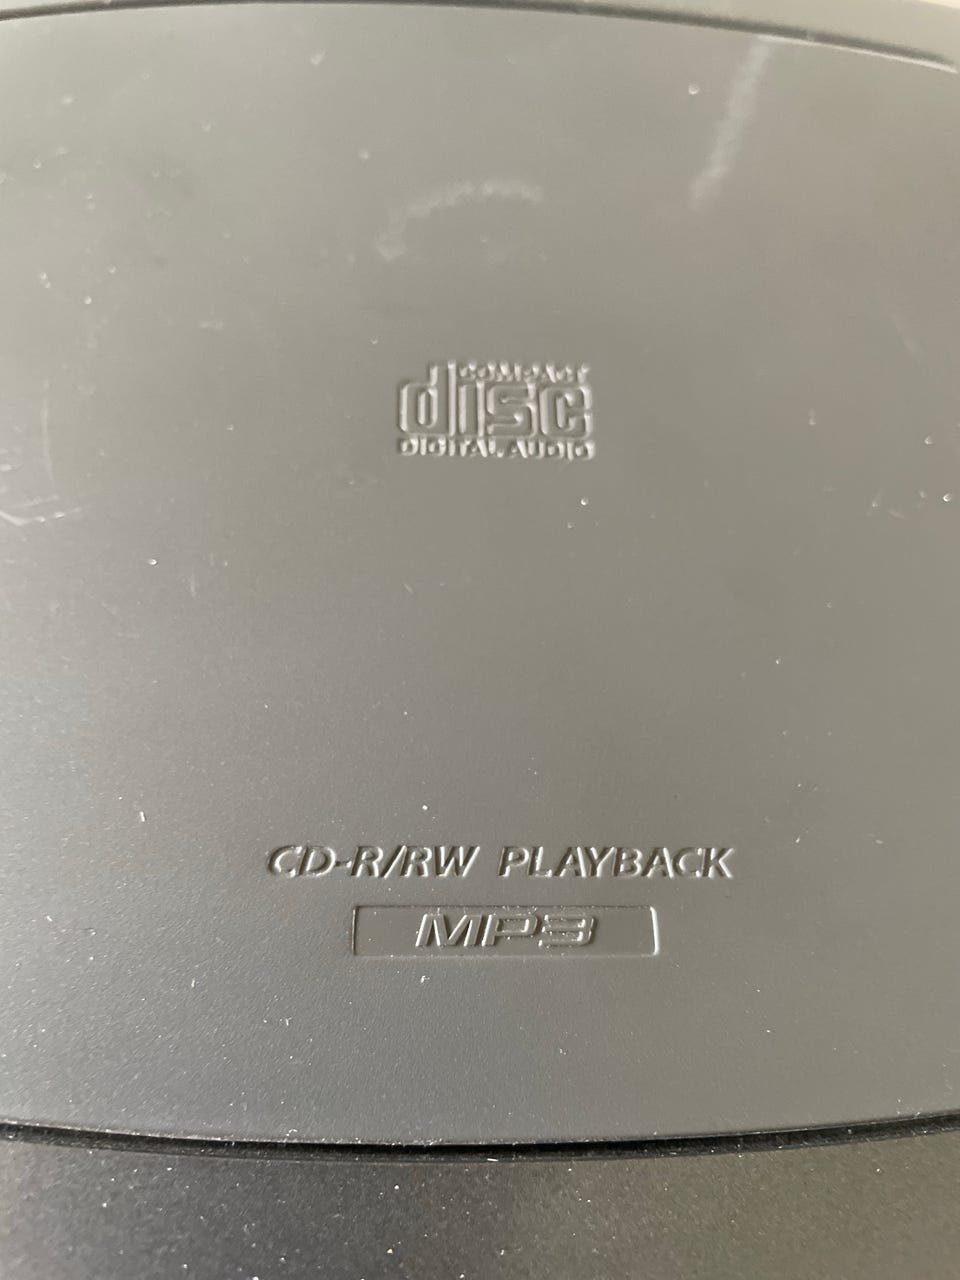 COMPACT
disc
DIGITAL AUDIO
CD-R/RW PLAYBACK
MP3